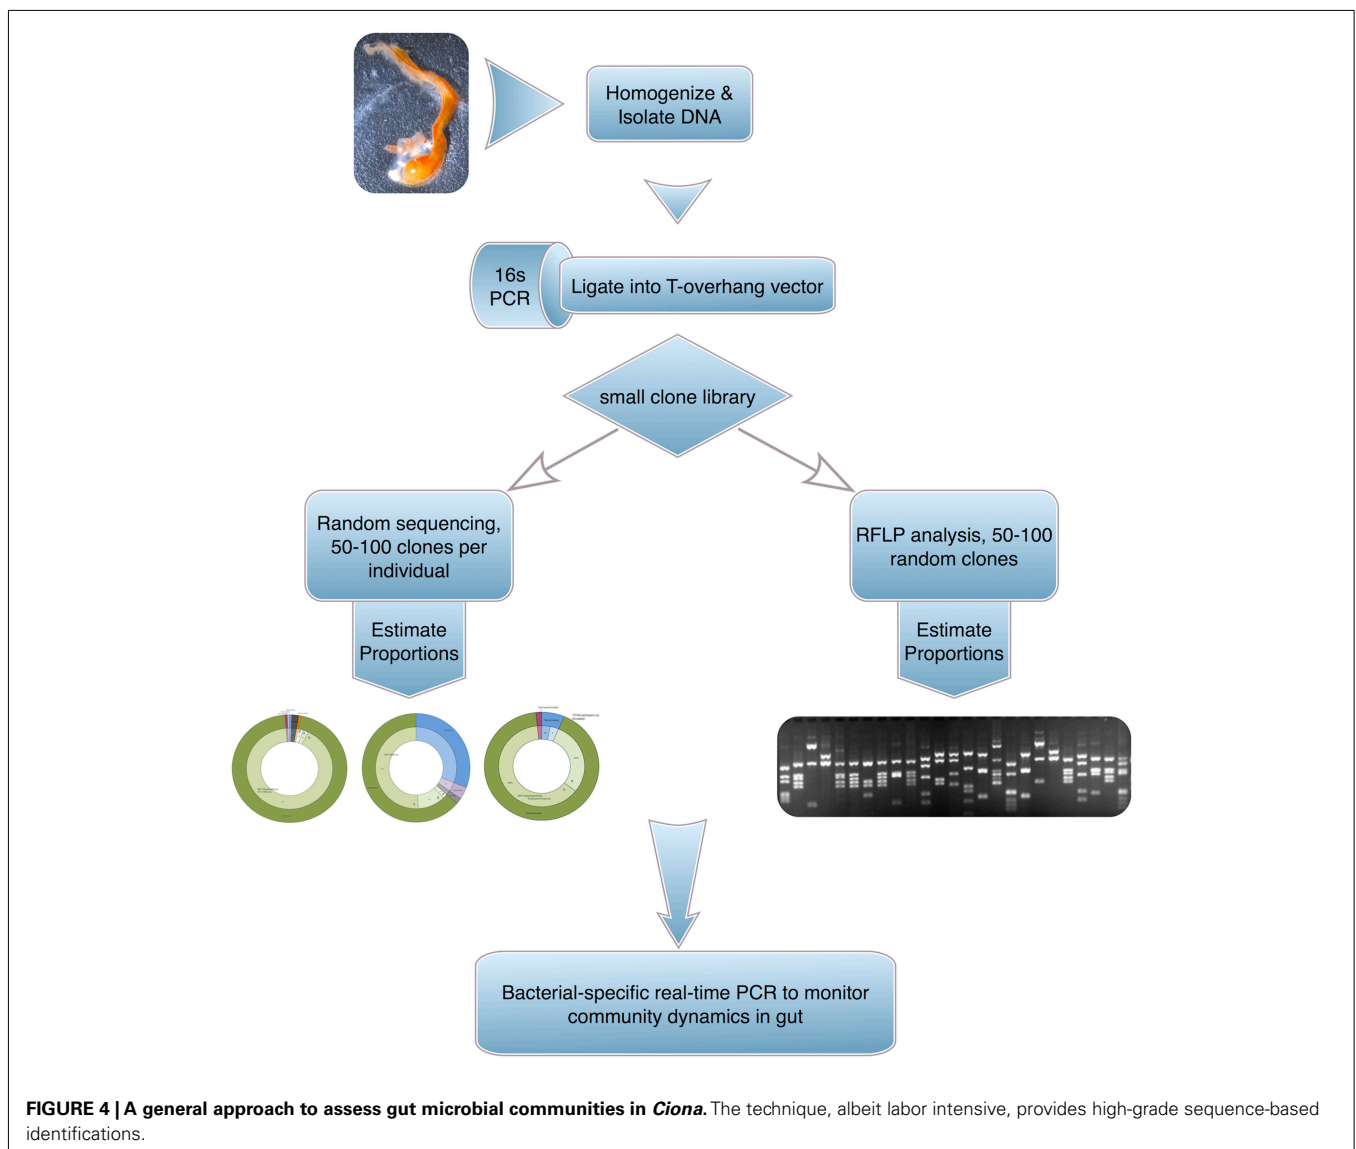 Homogenize &
Isolate DNA
16s
PCR
Ligate into T-overhang vector
small clone library
Random sequencing,
50-100 clones per
individual
RFLP analysis, 50-100
random clones
Estimate
Proportions
Estimate
Proportions
Bacterial-specific real-time PCR to monitor
community dynamics in gut
FIGURE 4 | A general approach to assess gut microbial communities in Ciona. The technique, albeit labor intensive, provides high-grade sequence-based
identifications.